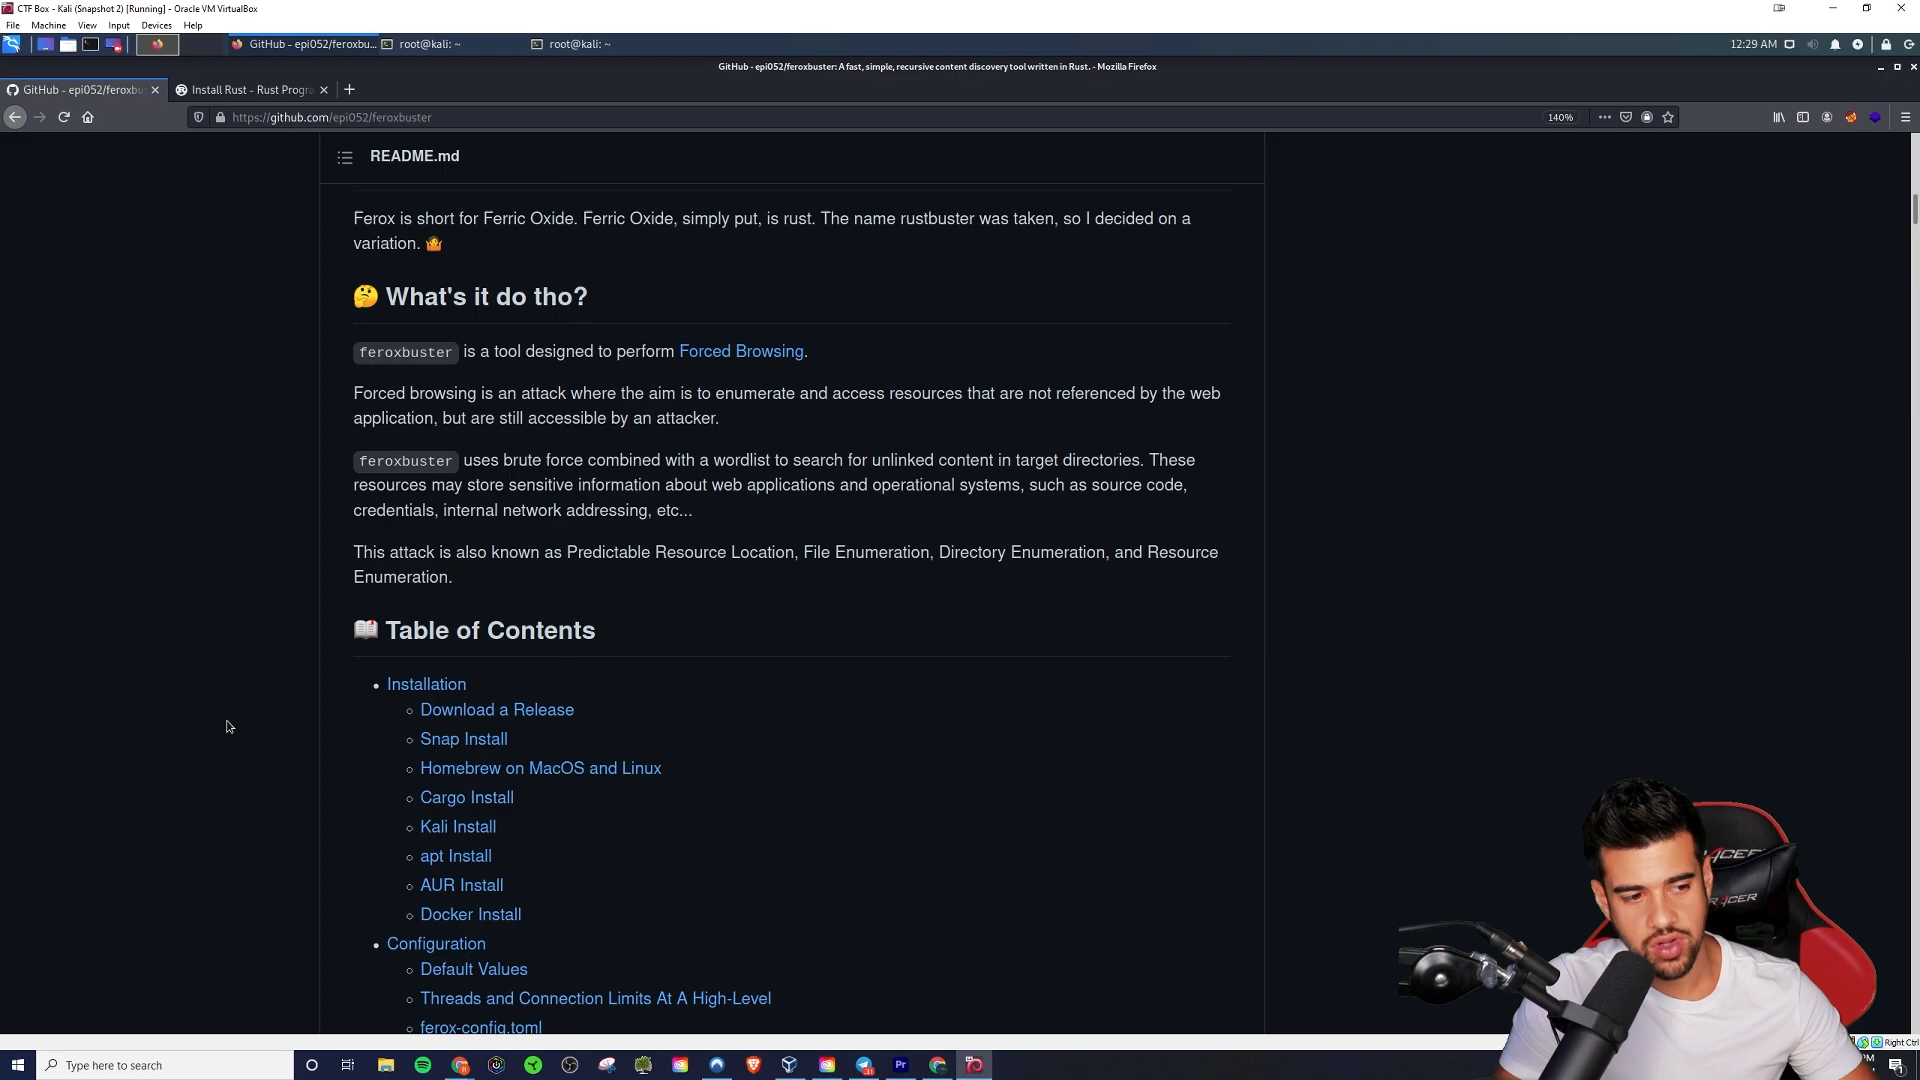 CTF Box - Kali (Snapshot 2) [Running] - Oracle VM VirtualBox
File Machine View Input Devices Help
GitHub - epi052/feroxbu... root@kali: ~ root@kali: ~ 12:29 AM
GitHub - epi052/feroxbuster: A fast, simple, recursive content discovery tool written in Rust. - Mozilla Firefox
GitHub - epi052/feroxbu Install Rust - Rust Progra
https://github.com/epi052/feroxbuster 140%
README.md
Ferox is short for Ferric Oxide. Ferric Oxide, simply put, is rust. The name rustbuster was taken, so I decided on a
variation. 🤷
🤔 What's it do tho?
feroxbuster is a tool designed to perform Forced Browsing.
Forced browsing is an attack where the aim is to enumerate and access resources that are not referenced by the web
application, but are still accessible by an attacker.
feroxbuster uses brute force combined with a wordlist to search for unlinked content in target directories. These
resources may store sensitive information about web applications and operational systems, such as source code,
credentials, internal network addressing, etc...
This attack is also known as Predictable Resource Location, File Enumeration, Directory Enumeration, and Resource
Enumeration.
📖 Table of Contents
Installation
Download a Release
Snap Install
Homebrew on MacOS and Linux
Cargo Install
Kali Install
apt Install
AUR Install
Docker Install
Configuration
Default Values
Threads and Connection Limits At A High-Level
ferox-config.toml
Right Ctrl
Type here to search